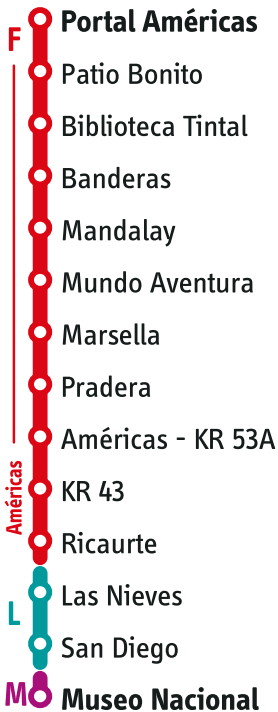 F
Portal Américas
Patio Bonito
Biblioteca Tintal
Banderas
Mandalay
Mundo Aventura
Marsella
Pradera
Américas - KR 53A
Américas
KR 43
Ricaurte
L
Las Nieves
San Diego
M
Museo Nacional